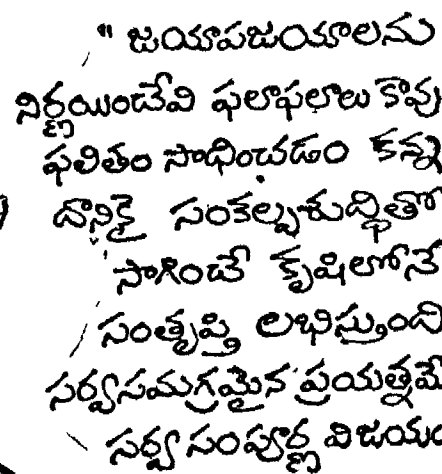 " జయాపజయాలను
నిర్ణయించేవి ఫలాఫలాలు కావు
ఫలితం సాధించడం కన్న
దానికై సంకల్పశుద్ధితో
సాగించే కృషిలోనే
సంతృప్తి లభిస్తుంది
సర్వసమగ్రమైన ప్రయత్నమే
సర్వ సంపూర్ణ విజయం